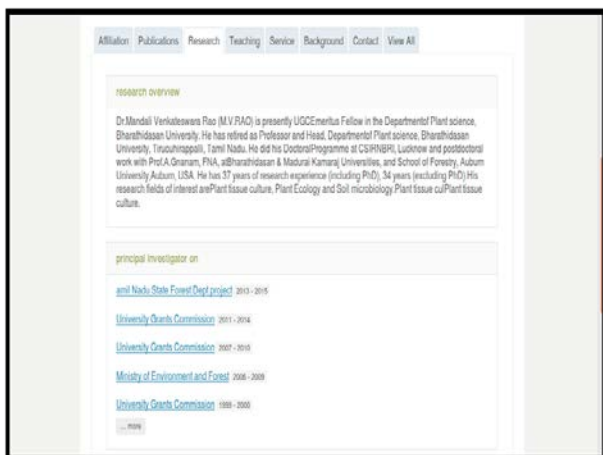 Affiliation Publications Research Teaching Service Background Contact View All
research overview
Dr.Mandali Venkateswara Rao (M.V.RAO) is presently UGCEmeritus Fellow in the Departmentof Plant science,
Bharathidasan University. He has retired as Professor and Head, Departmentof Plant science, Bharathidasan
University, Tiruchirappalli, Tamil Nadu. He did his DoctoralProgramme at CSIRNBRI, Lucknow and postdoctoral
work with Prof.A.Gnanam, FNA, atBharathidasan & Madurai Kamaraj Universities, and School of Forestry, Auburn
University,Auburn, USA. He has 37 years of research experience (including PhD), 34 years (excluding PhD).His
research fields of interest arePlant tissue culture, Plant Ecology and Soil microbiology.Plant tissue culPlant tissue
culture.
principal investigator on
amil Nadu State Forest Dept.project 2013 - 2015
University Grants Commission 2011 - 2014
University Grants Commission 2007 - 2010
Ministry of Environment and Forest 2006 - 2009
University Grants Commission 1999 - 2000
... more